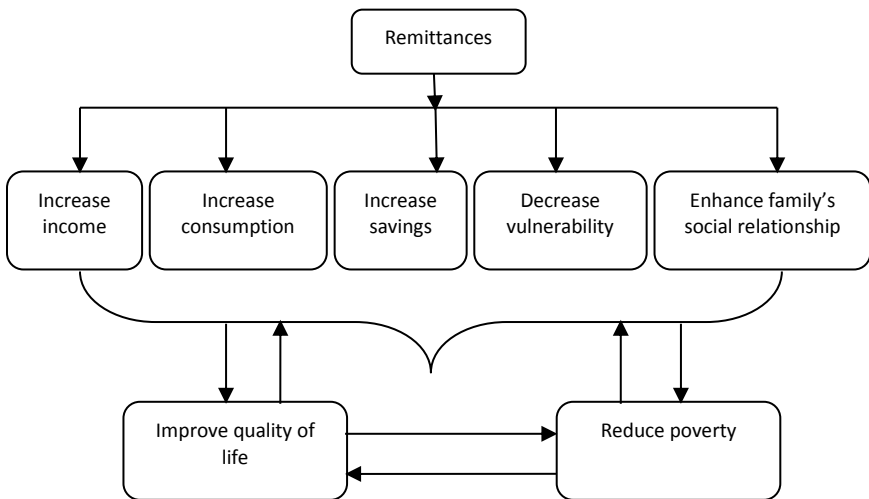 Remittances
Increase
income
Increase
consumption
Increase
savings
Decrease
vulnerability
Enhance family’s
social relationship
Improve quality of
life
Reduce poverty